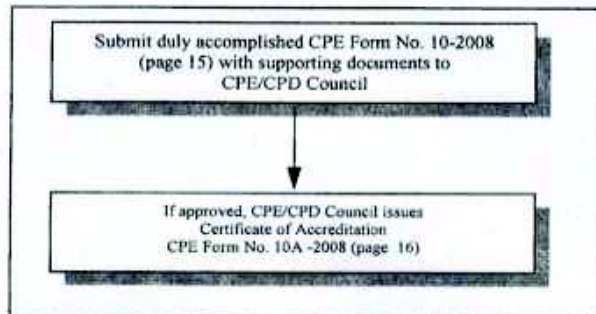 Submit duly accomplished CPE Form No. 10-2008
(page 15) with supporting documents to
CPE/CPD Council
If approved, CPE/CPD Council issues
Certificate of Accreditation
CPE Form No. 10A -2008 (page 16)